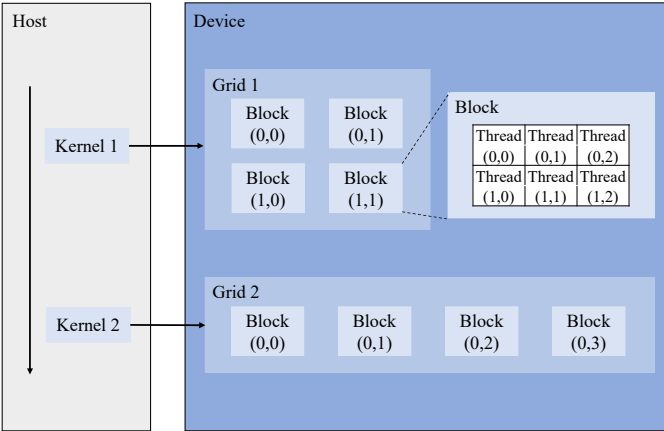 Host
Device
Grid 1
Block
(0,0)
Block
(0,1)
Block
(1,0)
Block
(1,1)
Block
Thread
(0,0)
Thread
(0,1)
Thread
(0,2)
Thread
(1,0)
Thread
(1,1)
Thread
(1,2)
Kernel 1
Kernel 2
Grid 2
Block
(0,0)
Block
(0,1)
Block
(0,2)
Block
(0,3)